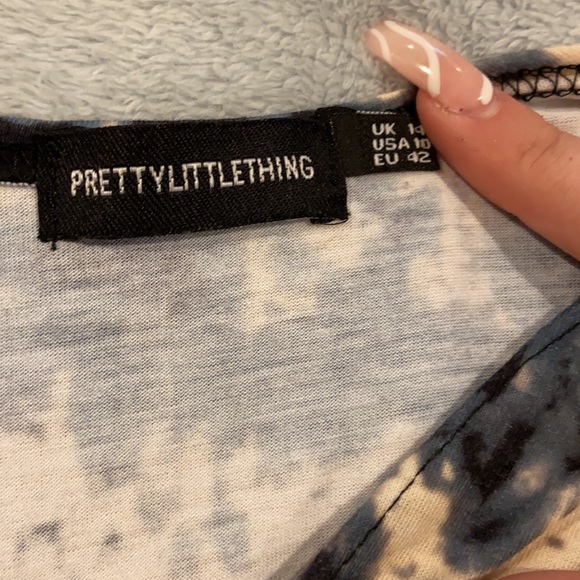 PRETTYLITTLETHING
UK 14
USA 10
EU 42